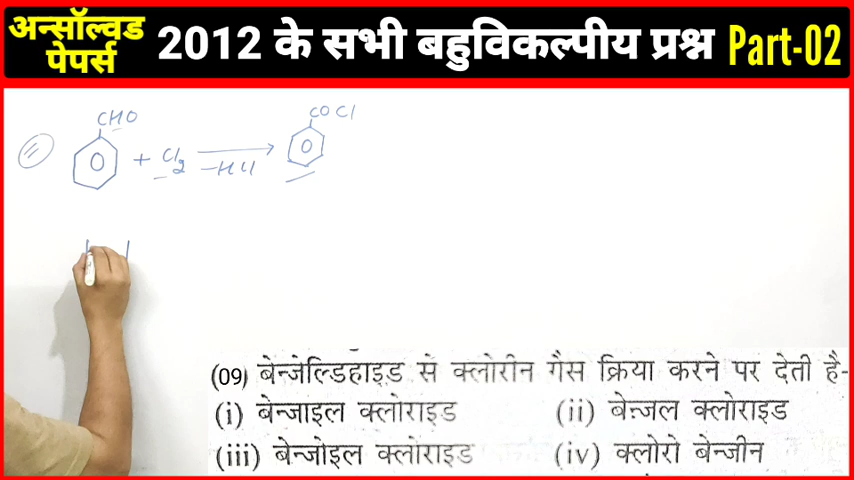 अन्सॉल्वड
पेपर्स
2012 के सभी बहुविकल्पीय प्रश्न Part-02
CHO
+ Cl2
-HCl
COCl
(09) बेन्जेल्डिहाइड से क्लोरीन गैस क्रिया करने पर देती है-
(i) बेन्जाइल क्लोराइड (ii) बेन्जल क्लोराइड
(iii) बेन्जोइल क्लोराइड (iv) क्लोरो बेन्जीन